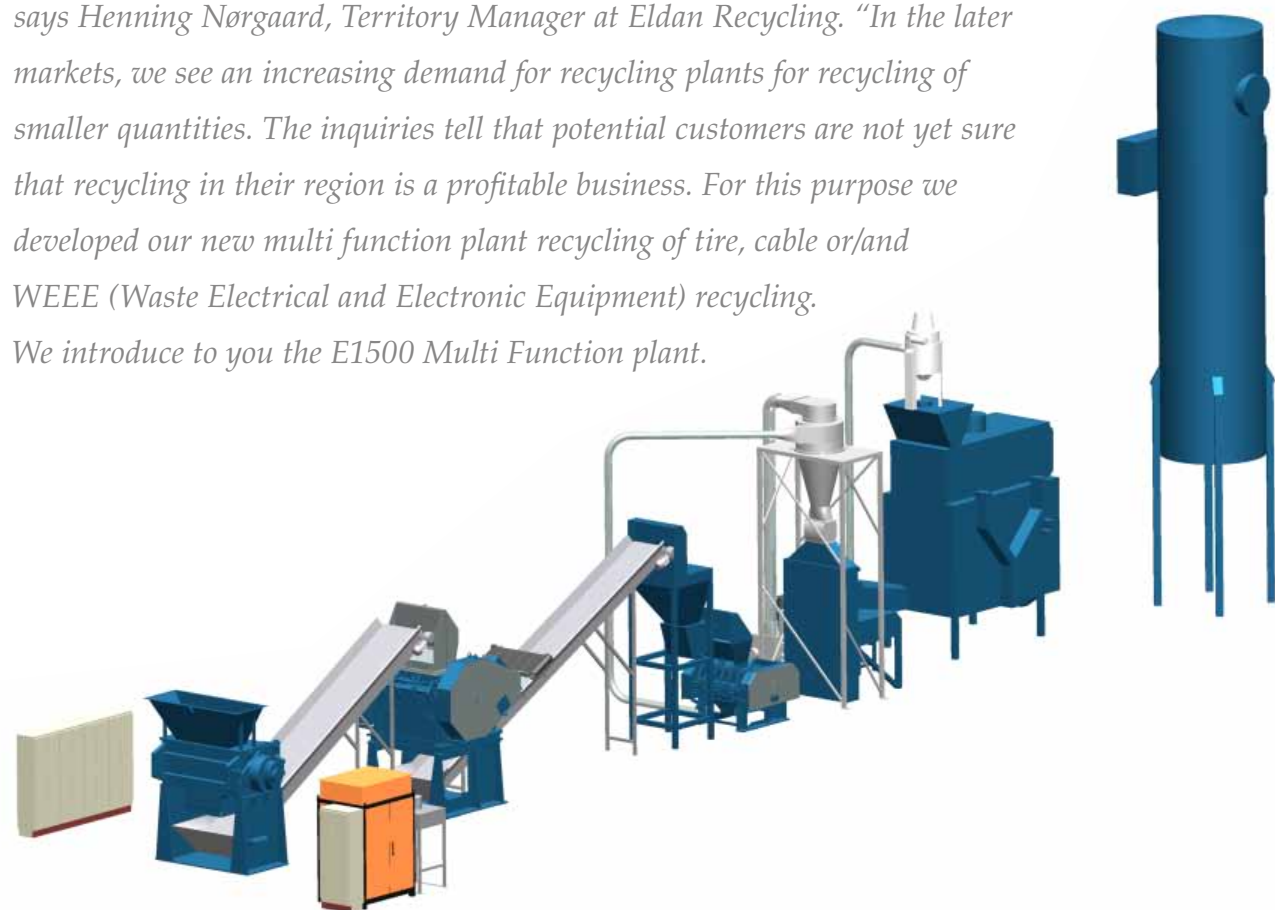 says Henning Nørgaard, Territory Manager at Eldan Recycling. “In the later
markets, we see an increasing demand for recycling plants for recycling of
smaller quantities. The inquiries tell that potential customers are not yet sure
that recycling in their region is a profitable business. For this purpose we
developed our new multi function plant recycling of tire, cable or/and
WEEE (Waste Electrical and Electronic Equipment) recycling.
We introduce to you the E1500 Multi Function plant.